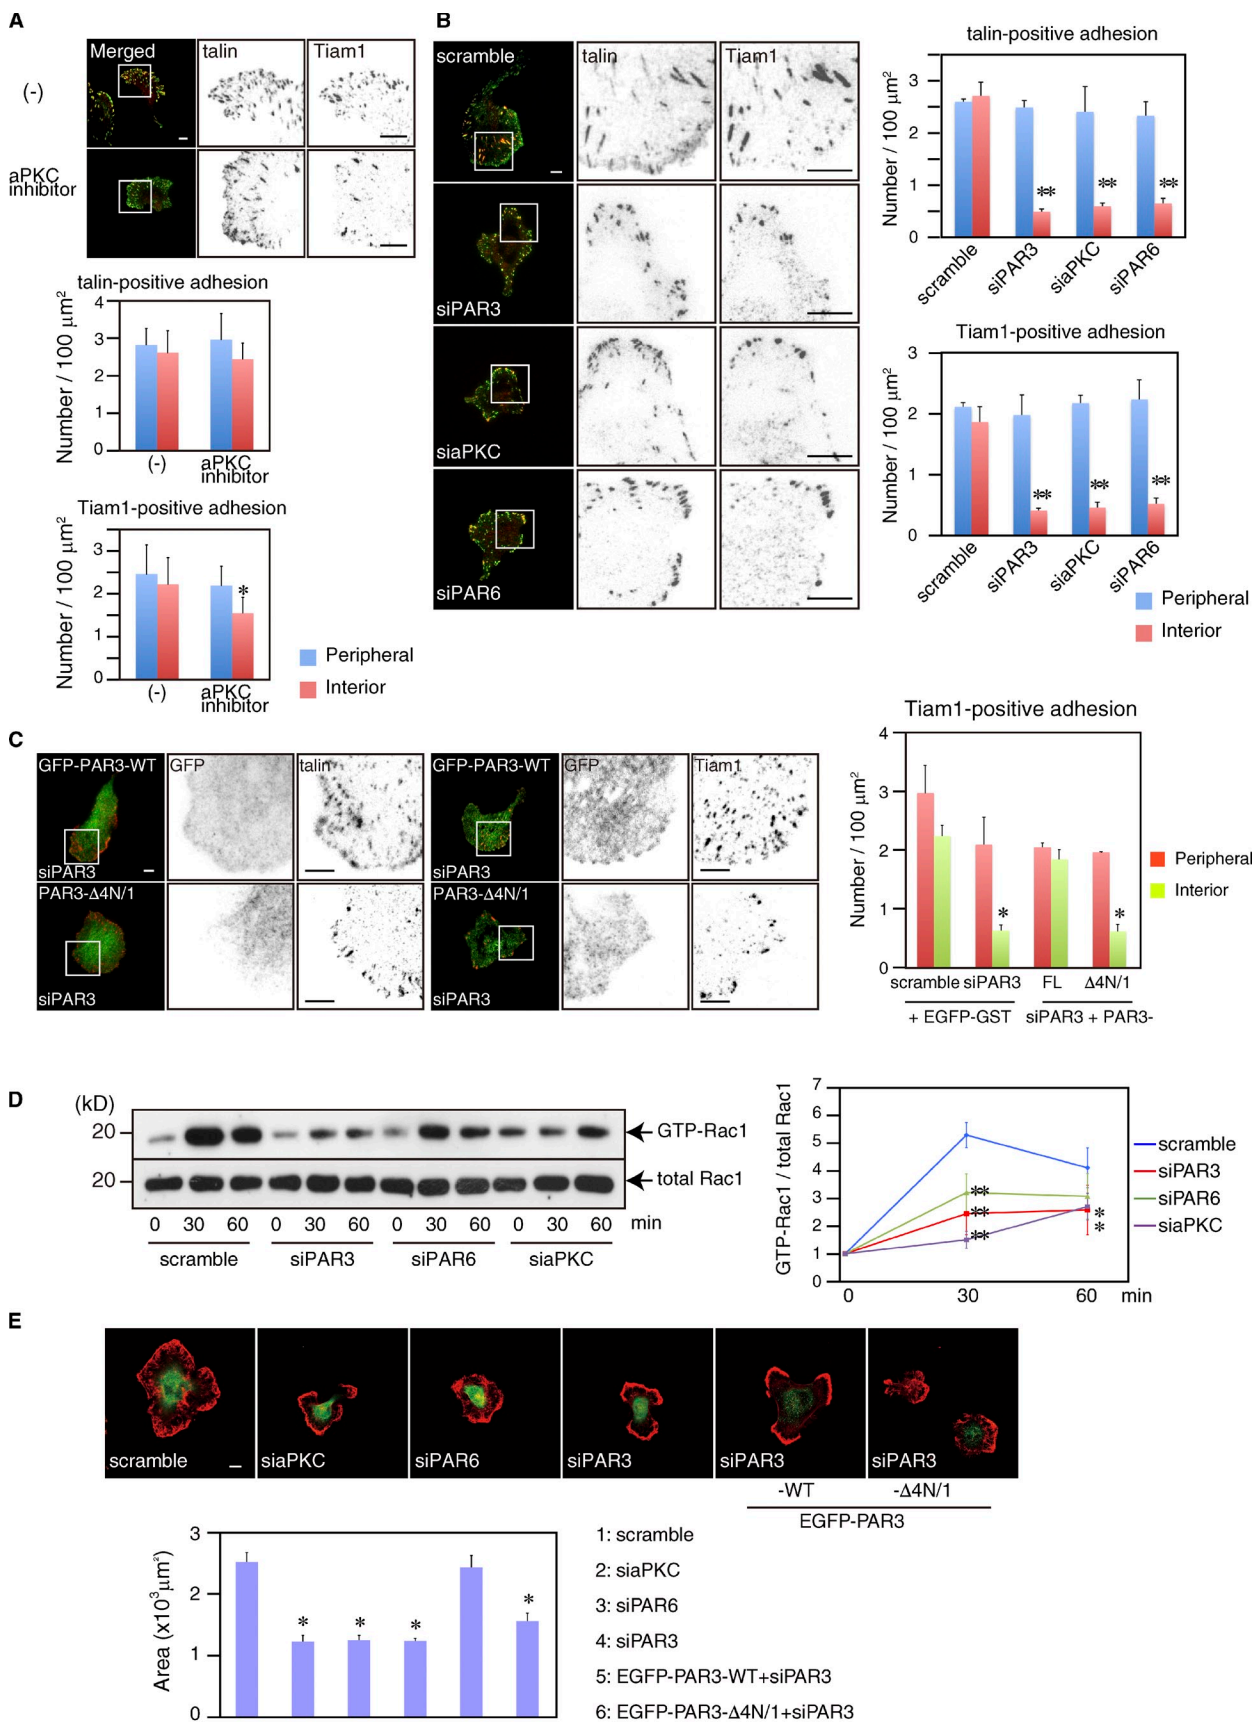 A
Merged
talin
Tiam1
(-)
aPKC
inhibitor
talin-positive adhesion
Number / 100 µm²
4
3
2
1
0
(-)
aPKC
inhibitor
Tiam1-positive adhesion
Number / 100 µm²
3
2
1
0
*
(-)
aPKC
inhibitor
Peripheral
Interior
B
scramble
talin
Tiam1
siPAR3
siaPKC
siPAR6
talin-positive adhesion
Number / 100 µm²
3
2
1
0
**
**
**
scramble
siPAR3
siaPKC
siPAR6
Tiam1-positive adhesion
Number / 100 µm²
3
2
1
0
**
**
**
scramble
siPAR3
siaPKC
siPAR6
Peripheral
Interior
C
GFP-PAR3-WT
GFP
talin
GFP-PAR3-WT
GFP
Tiam1
siPAR3
siPAR3
PAR3-Δ4N/1
PAR3-Δ4N/1
siPAR3
siPAR3
Tiam1-positive adhesion
Number / 100 µm²
4
3
2
1
0
*
*
scramble siPAR3 FL Δ4N/1
+ EGFP-GST siPAR3 + PAR3-
Peripheral
Interior
D
(kD)
20
GTP-Rac1
20
total Rac1
0 30 60 0 30 60 0 30 60 0 30 60 min
scramble siPAR3 siPAR6 siaPKC
GTP-Rac1 / total Rac1
7
6
5
4
3
2
1
0
**
**
**
*
*
0 30 60 min
scramble
siPAR3
siPAR6
siaPKC
E
scramble
siaPKC
siPAR6
siPAR3
siPAR3
siPAR3
-WT -Δ4N/1
EGFP-PAR3
Area (x10³µm²)
3
2
1
0
*
*
*
*
1: scramble
2: siaPKC
3: siPAR6
4: siPAR3
5: EGFP-PAR3-WT+siPAR3
6: EGFP-PAR3-Δ4N/1+siPAR3